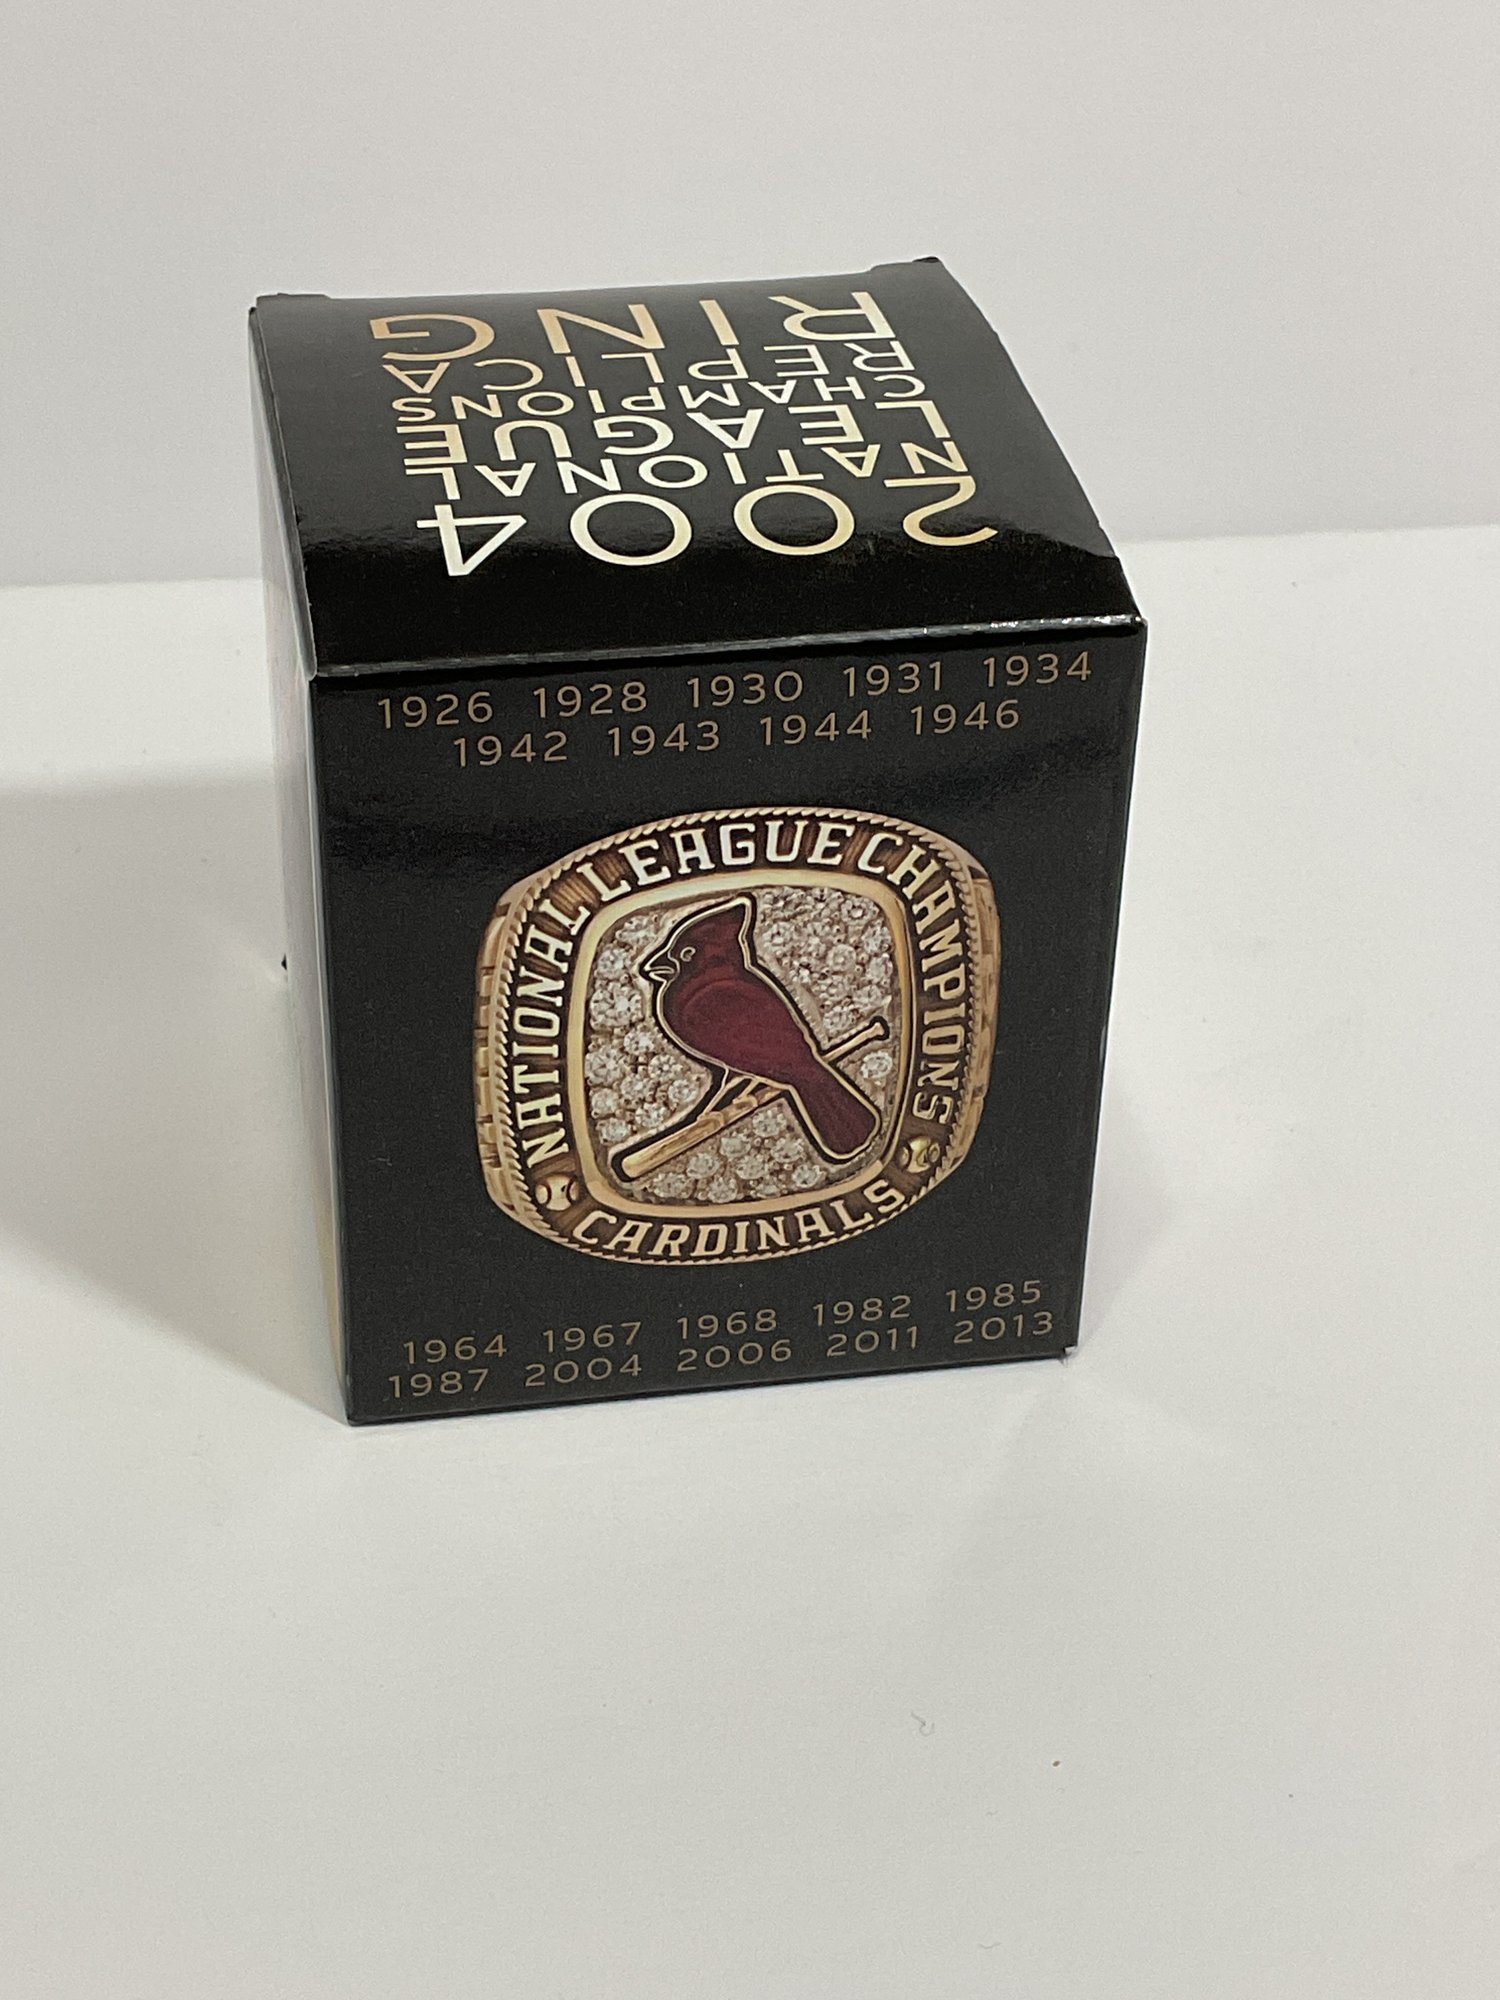 2004
NATIONAL
LEAGUE
CHAMPIONS
REPLICA
RING
1926 1928 1930 1931 1934
1942 1943 1944 1946
NATIONAL LEAGUE CHAMPIONS
CARDINALS
1964 1967 1968 1982 1985
1987 2004 2006 2011 2013